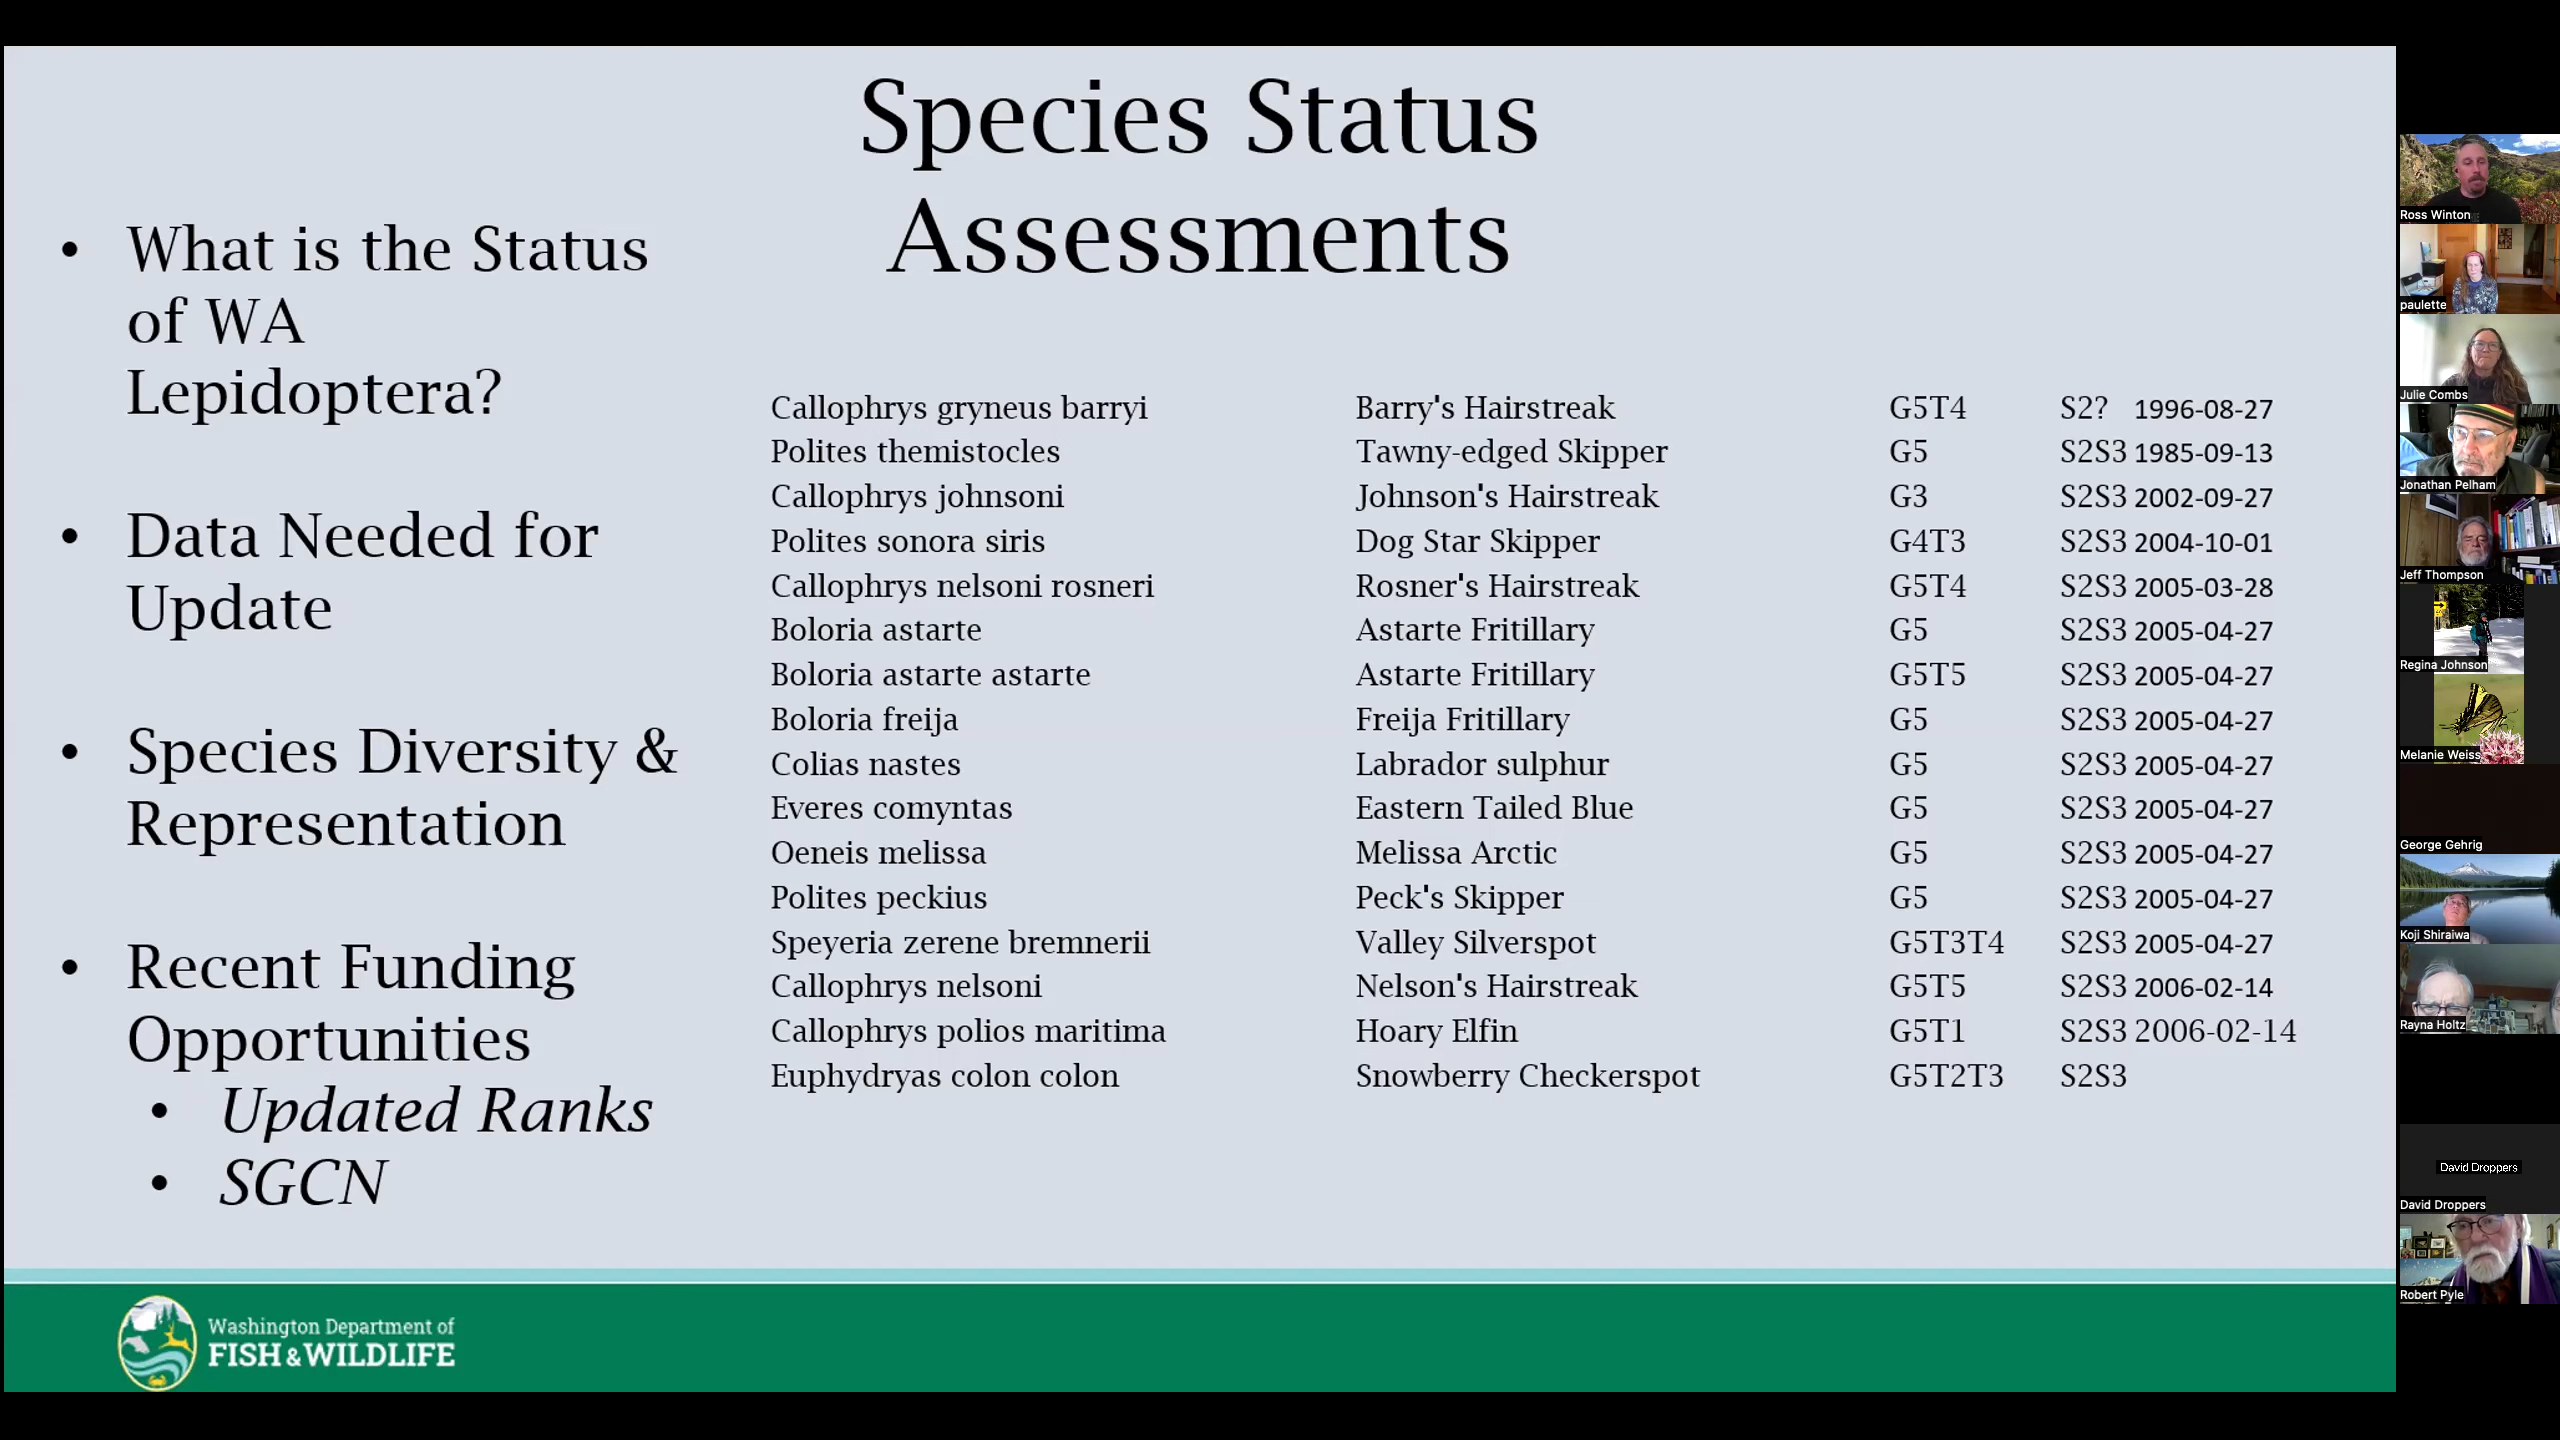 Species Status
Assessments
• What is the Status
of WA
Lepidoptera?
• Data Needed for
Update
• Species Diversity &
Representation
• Recent Funding
Opportunities
• Updated Ranks
• SGCN
Callophrys gryneus barryi Barry's Hairstreak G5T4 S2? 1996-08-27
Polites themistocles Tawny-edged Skipper G5 S2S3 1985-09-13
Callophrys johnsoni Johnson's Hairstreak G3 S2S3 2002-09-27
Polites sonora siris Dog Star Skipper G4T3 S2S3 2004-10-01
Callophrys nelsoni rosneri Rosner's Hairstreak G5T4 S2S3 2005-03-28
Boloria astarte Astarte Fritillary G5 S2S3 2005-04-27
Boloria astarte astarte Astarte Fritillary G5T5 S2S3 2005-04-27
Boloria freija Freija Fritillary G5 S2S3 2005-04-27
Colias nastes Labrador sulphur G5 S2S3 2005-04-27
Everes comyntas Eastern Tailed Blue G5 S2S3 2005-04-27
Oeneis melissa Melissa Arctic G5 S2S3 2005-04-27
Polites peckius Peck's Skipper G5 S2S3 2005-04-27
Speyeria zerene bremnerii Valley Silverspot G5T3T4 S2S3 2005-04-27
Callophrys nelsoni Nelson's Hairstreak G5T5 S2S3 2006-02-14
Callophrys polios maritima Hoary Elfin G5T1 S2S3 2006-02-14
Euphydryas colon colon Snowberry Checkerspot G5T2T3 S2S3
Washington Department of
FISH & WILDLIFE
Ross Winton
paulette
Julie Combs
Jonathan Pelham
Jeff Thompson
Regina Johnson
Melanie Weiss
George Gehrig
Koji Shiraiwa
Rayna Holtz
David Droppers
David Droppers
Robert Pyle